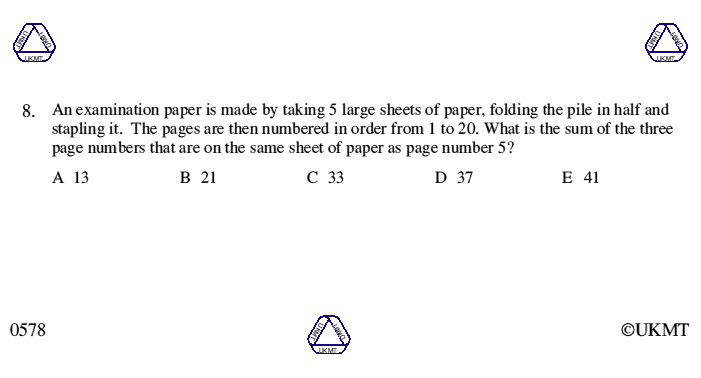 UKMT UKMT UKMT
UKMT UKMT UKMT
8. An examination paper is made by taking 5 large sheets of paper, folding the pile in half and
stapling it. The pages are then numbered in order from 1 to 20. What is the sum of the three
page numbers that are on the same sheet of paper as page number 5?
A 13 B 21 C 33 D 37 E 41
0578
UKMT UKMT UKMT
©UKMT